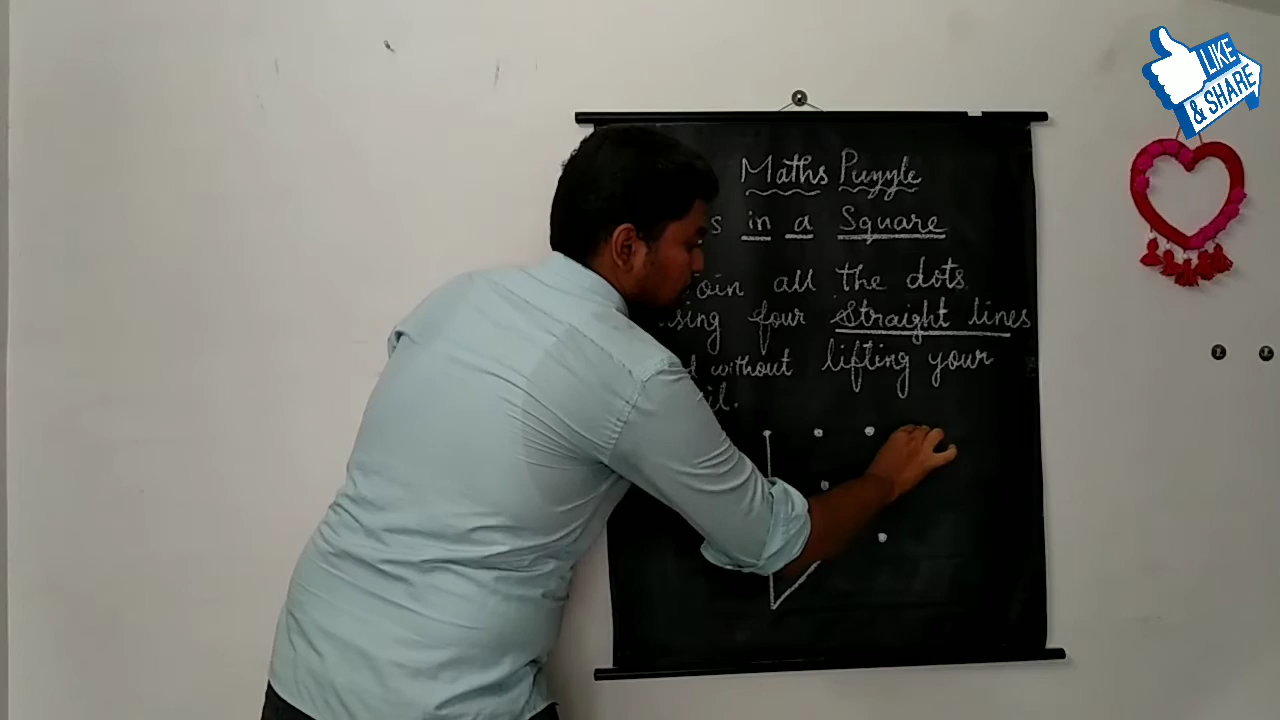 Maths Puzzle
in a Square
all the dots
four Straight lines
without lifting your
LIKE
& SHARE